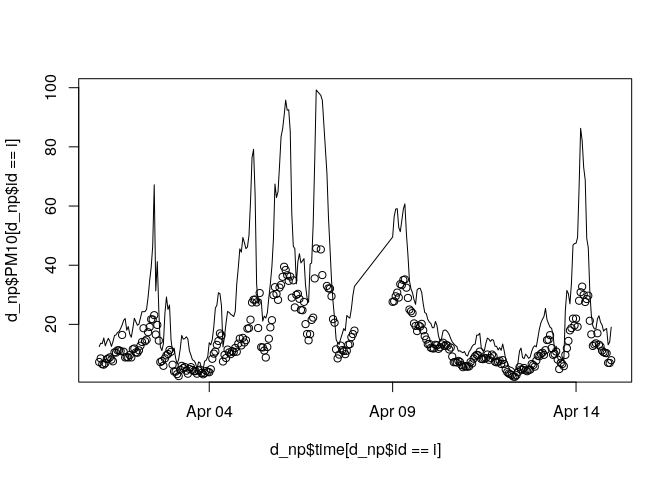 100
80
60
40
20
d_np$PM10[d_np$id == i]
Apr 04 Apr 09 Apr 14
d_np$time[d_np$id == i]